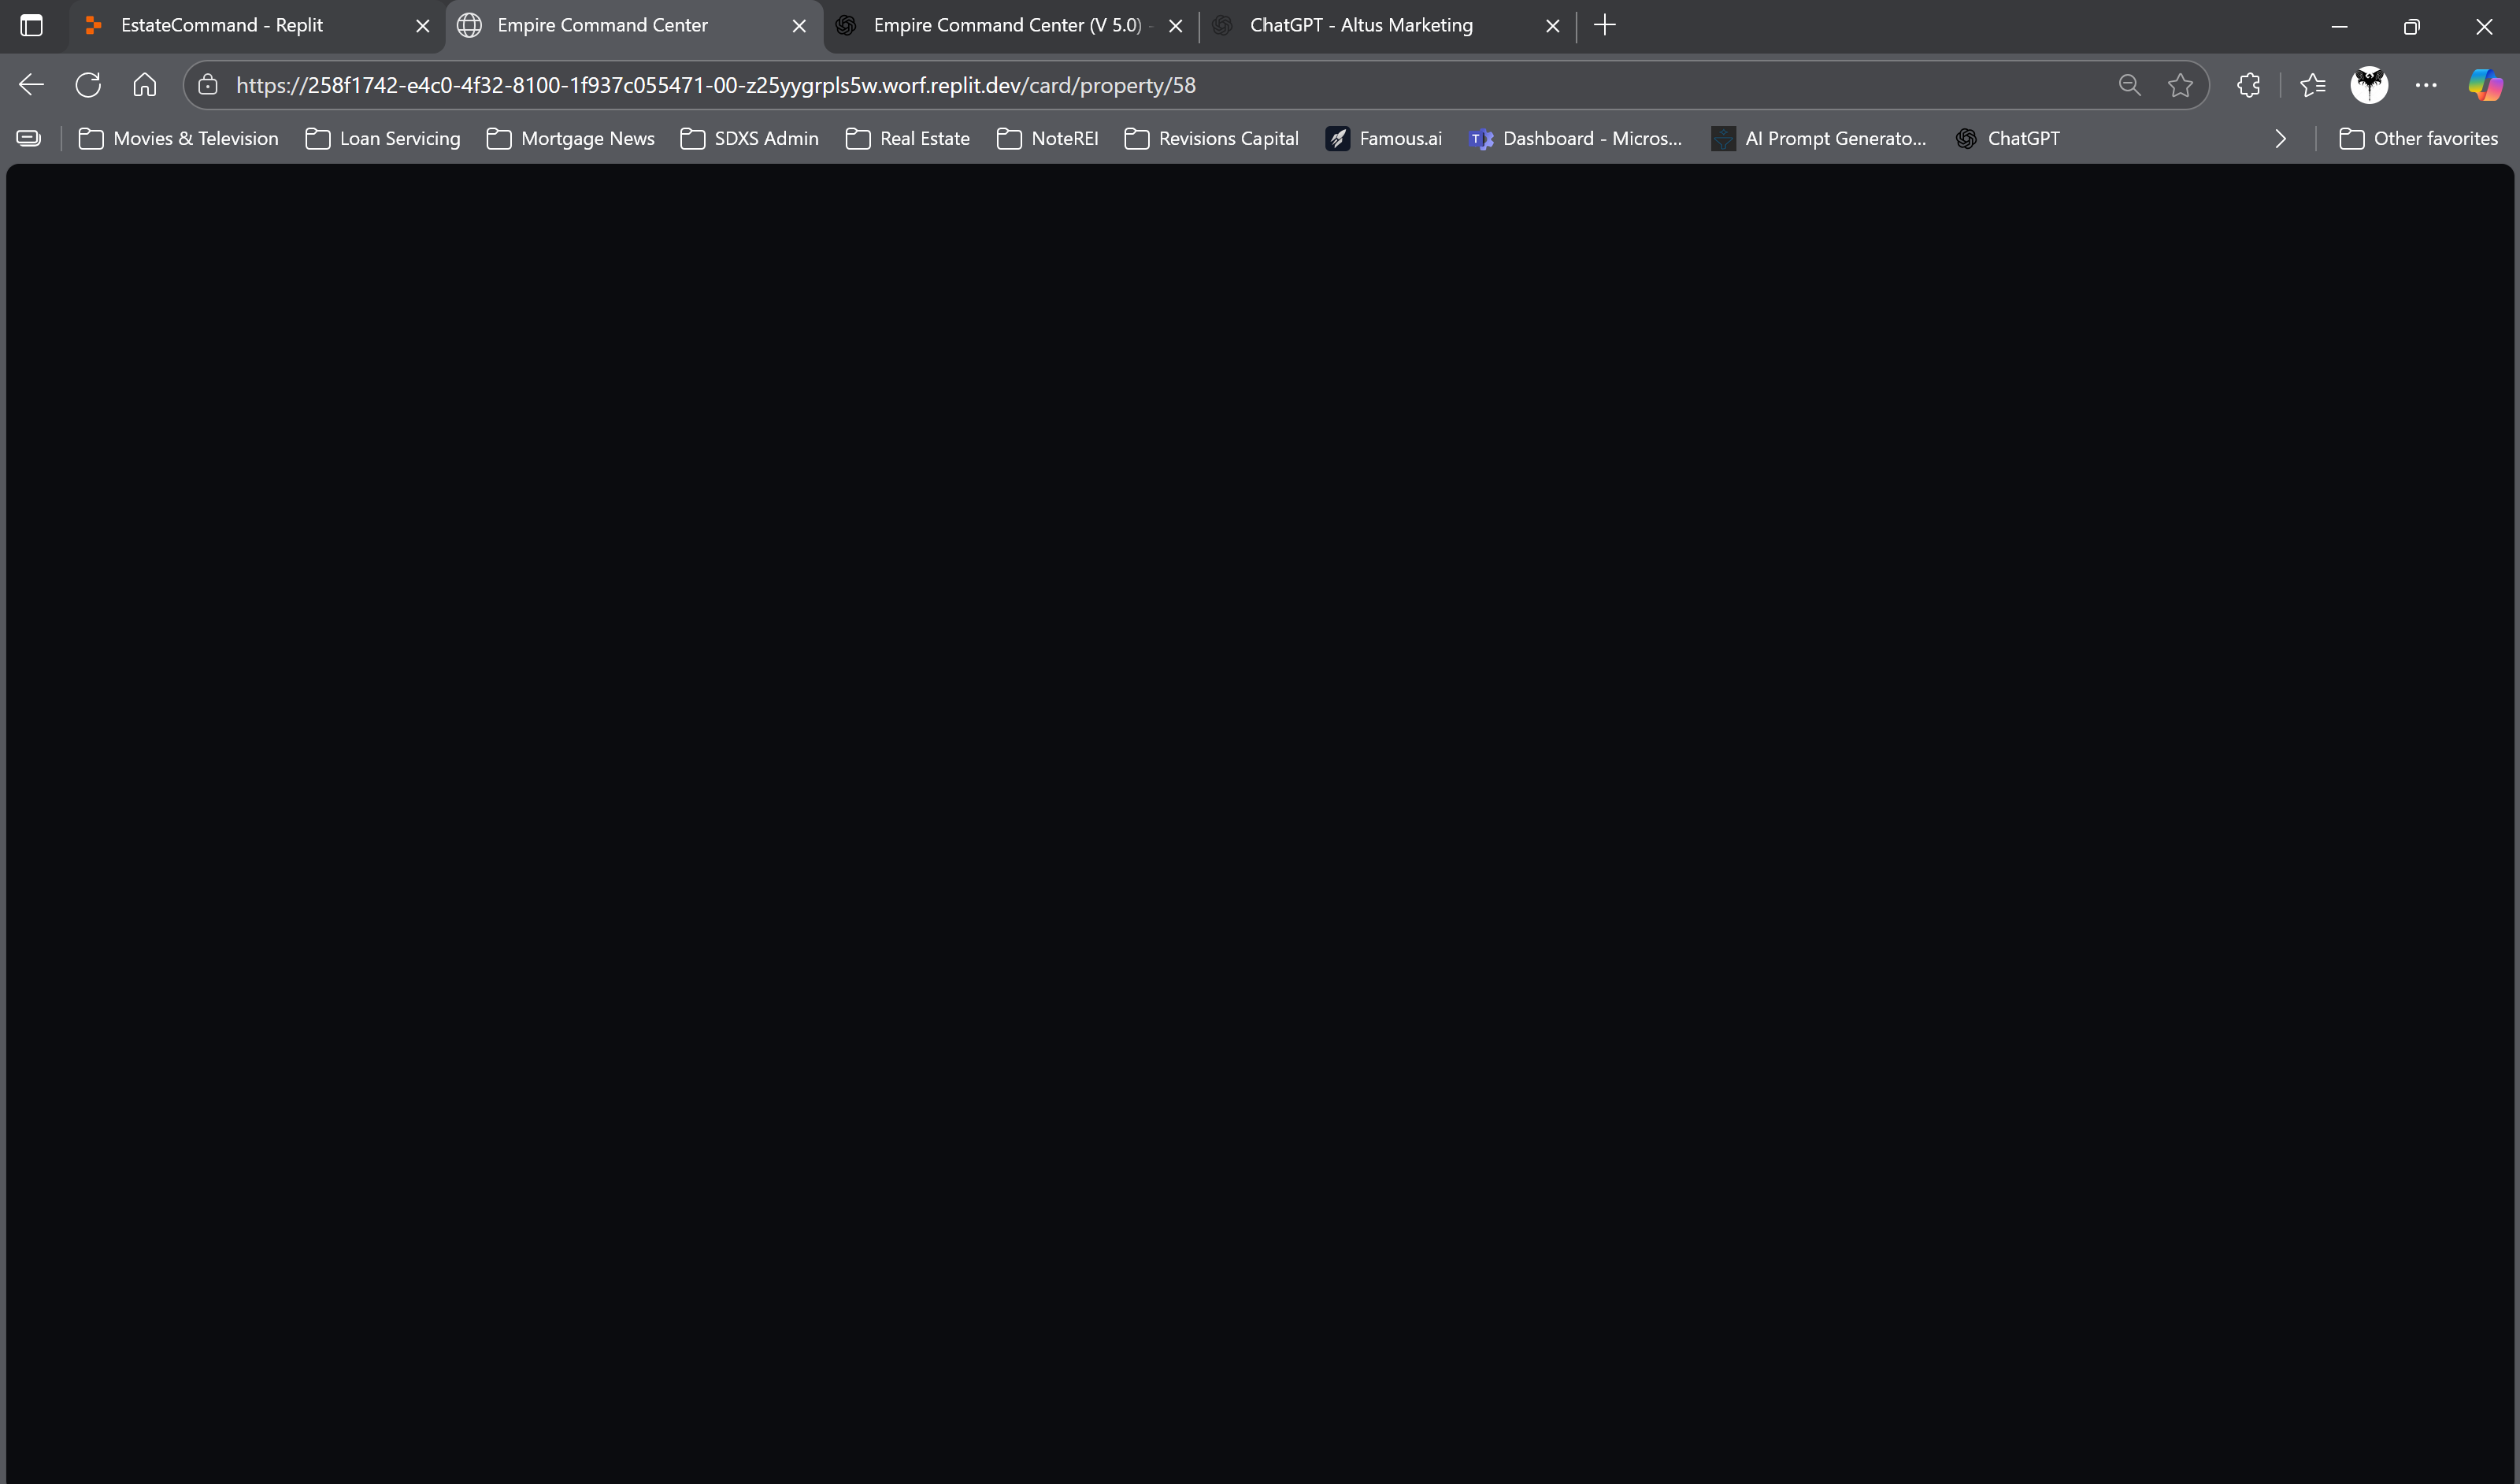 EstateCommand - Replit
Empire Command Center
Empire Command Center (V 5.0) -
ChatGPT - Altus Marketing
https://258f1742-e4c0-4f32-8100-1f937c055471-00-z25yygrpls5w.worf.replit.dev/card/property/58
Movies & Television
Loan Servicing
Mortgage News
SDXS Admin
Real Estate
NoteREI
Revisions Capital
Famous.ai
Dashboard - Micros...
AI Prompt Generato...
ChatGPT
Other favorites